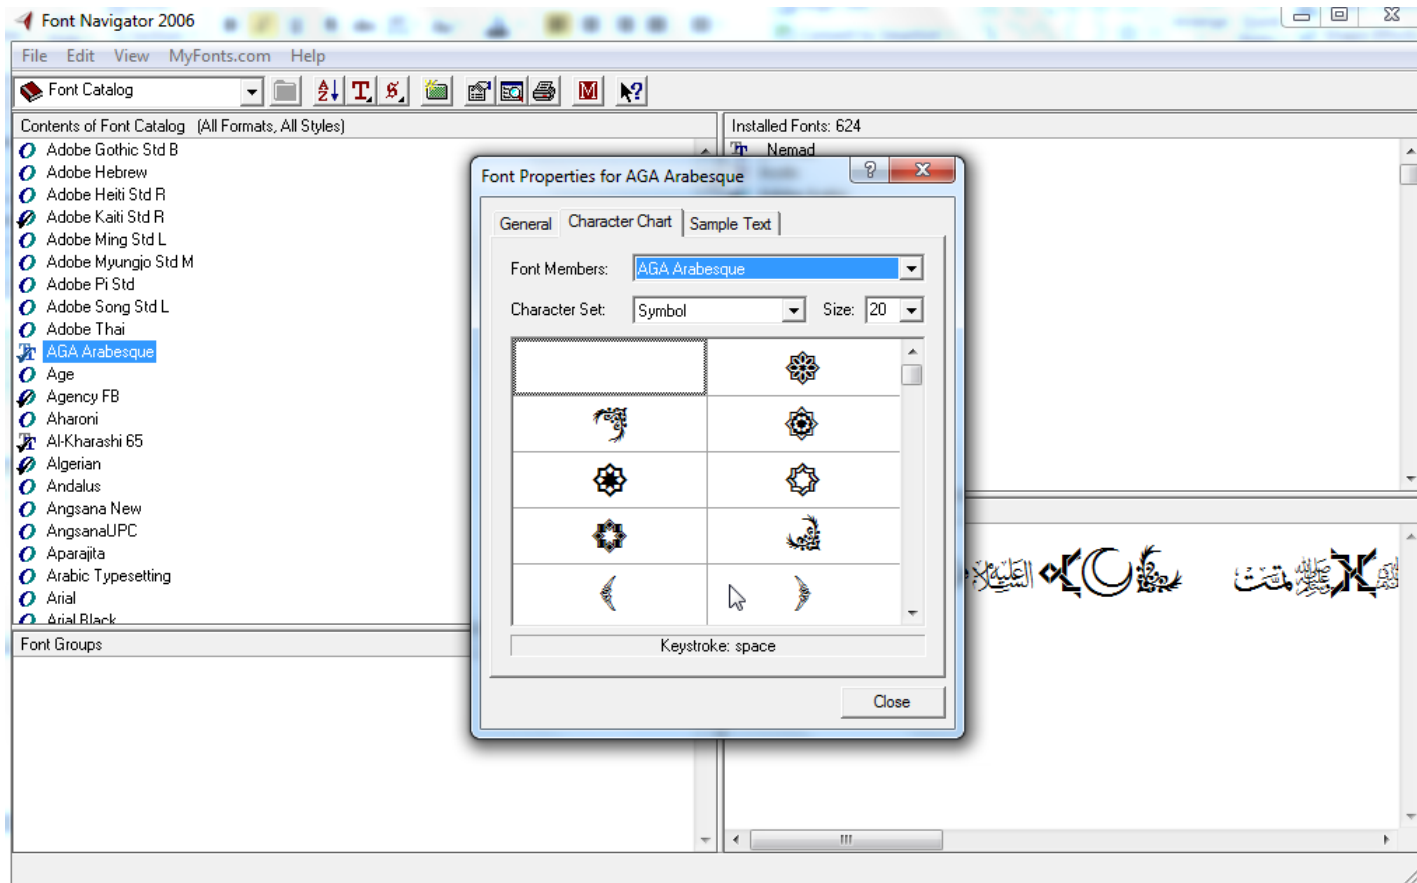 Font Navigator 2006
File Edit View MyFonts.com Help
Font Catalog
Contents of Font Catalog (All Formats, All Styles)
Adobe Gothic Std B
Adobe Hebrew
Adobe Heiti Std R
Adobe Kaiti Std R
Adobe Ming Std L
Adobe Myungjo Std M
Adobe Pi Std
Adobe Song Std L
Adobe Thai
AGA Arabesque
Age
Agency FB
Aharoni
Al-Kharashi 65
Algerian
Andalus
Angsana New
AngsanaUPC
Aparajita
Arabic Typesetting
Arial
Arial Black
Font Groups
Installed Fonts: 624
Nemad
Font Properties for AGA Arabesque
General Character Chart Sample Text
Font Members: AGA Arabesque
Character Set: Symbol Size: 20
Keystroke: space
Close